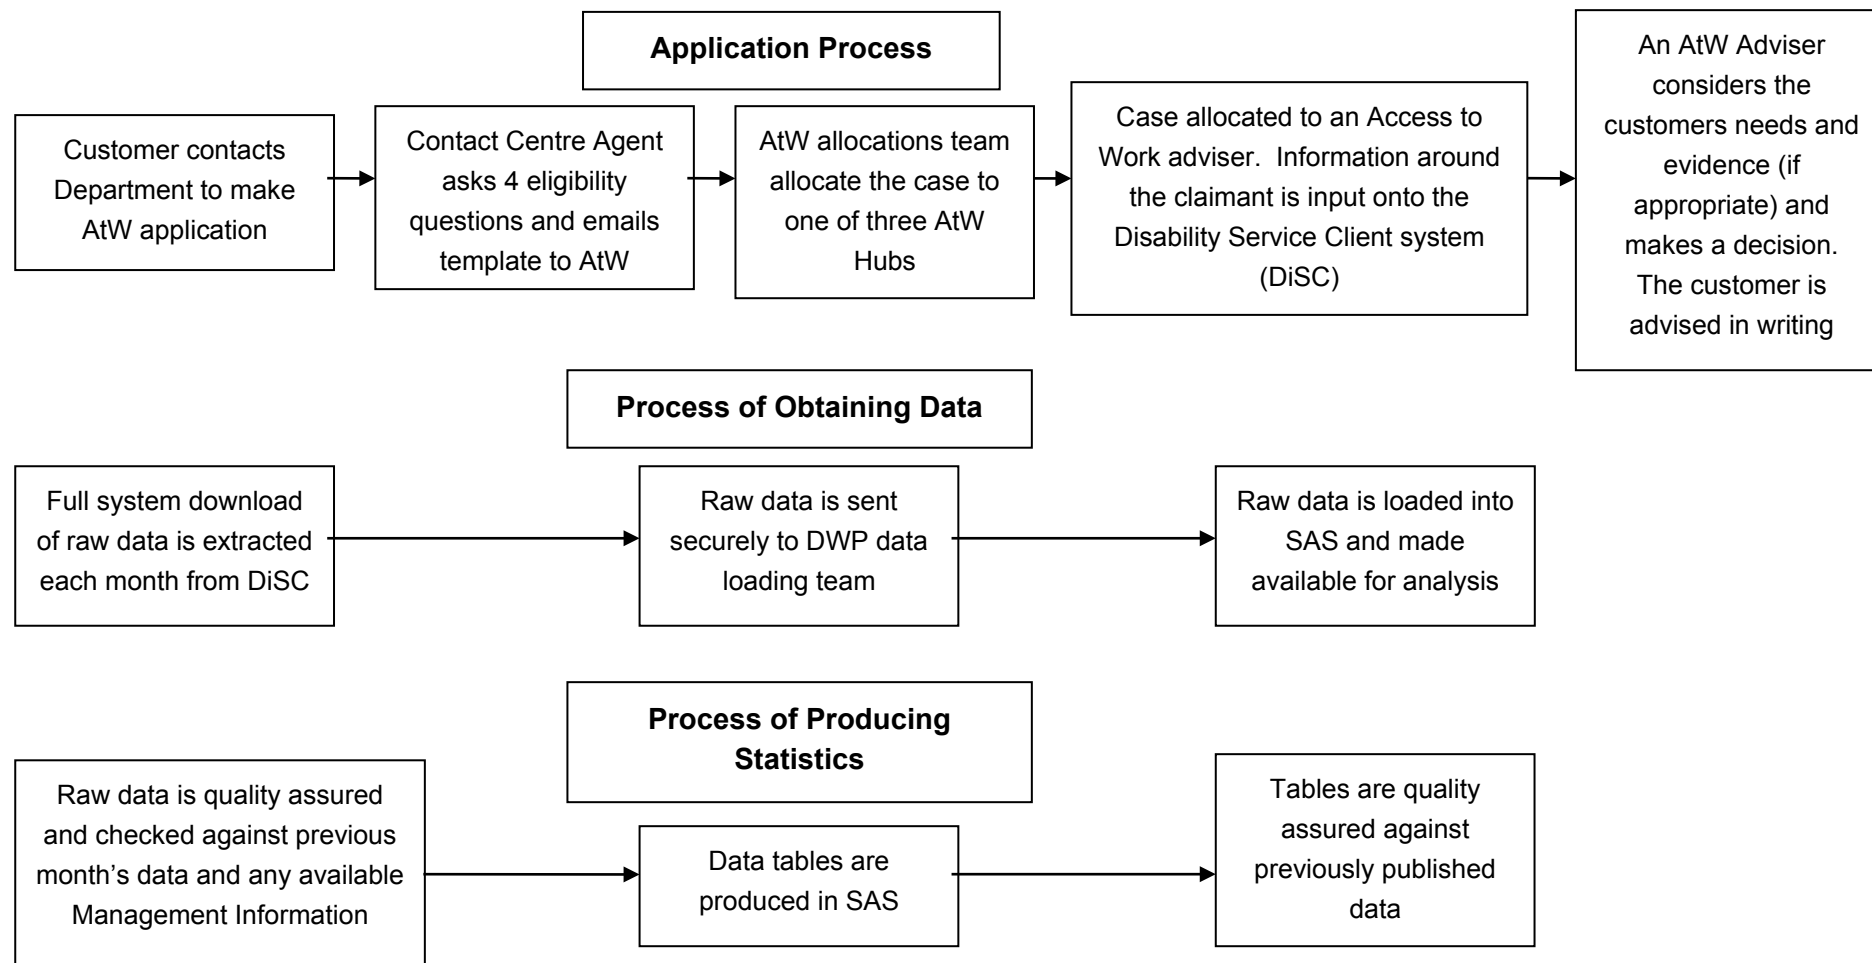 Application Process
Customer contacts
Department to make
AtW application
Contact Centre Agent
asks 4 eligibility
questions and emails
template to AtW
AtW allocations team
allocate the case to
one of three AtW
Hubs
Case allocated to an Access to
Work adviser.  Information around
the claimant is input onto the
Disability Service Client system
(DiSC)
An AtW Adviser
considers the
customers needs and
evidence (if
appropriate) and
makes a decision.
The customer is
advised in writing
Process of Obtaining Data
Full system download
of raw data is extracted
each month from DiSC
Raw data is sent
securely to DWP data
loading team
Raw data is loaded into
SAS and made
available for analysis
Process of Producing
Statistics
Raw data is quality assured
and checked against previous
month’s data and any available
Management Information
Data tables are
produced in SAS
Tables are quality
assured against
previously published
data